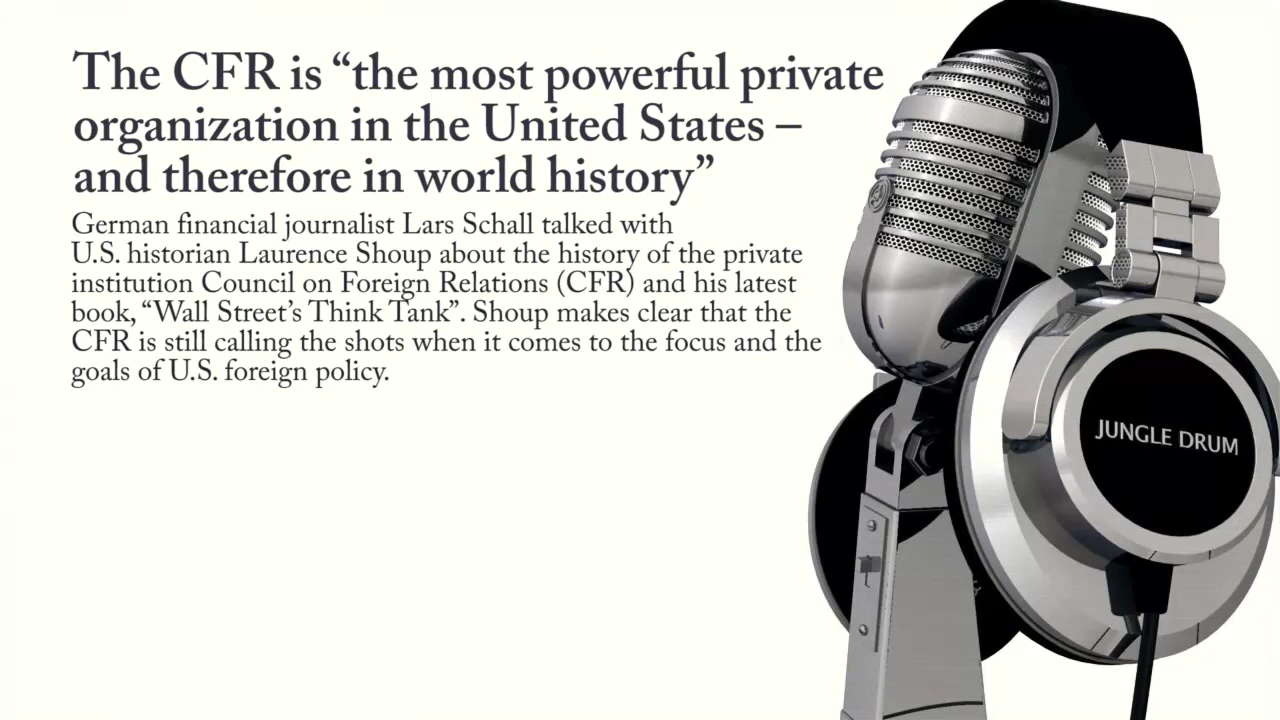 The CFR is “the most powerful private
organization in the United States –
and therefore in world history”
German financial journalist Lars Schall talked with
U.S. historian Laurence Shoup about the history of the private
institution Council on Foreign Relations (CFR) and his latest
book, “Wall Street’s Think Tank”. Shoup makes clear that the
CFR is still calling the shots when it comes to the focus and the
goals of U.S. foreign policy.
JUNGLE DRUM